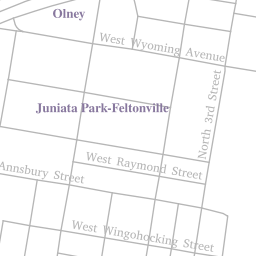 Olney
West Wyoming Avenue
Juniata Park-Feltonville
North 3rd Street
West Raymond Street
Annsbury Street
West Wingohocking Street